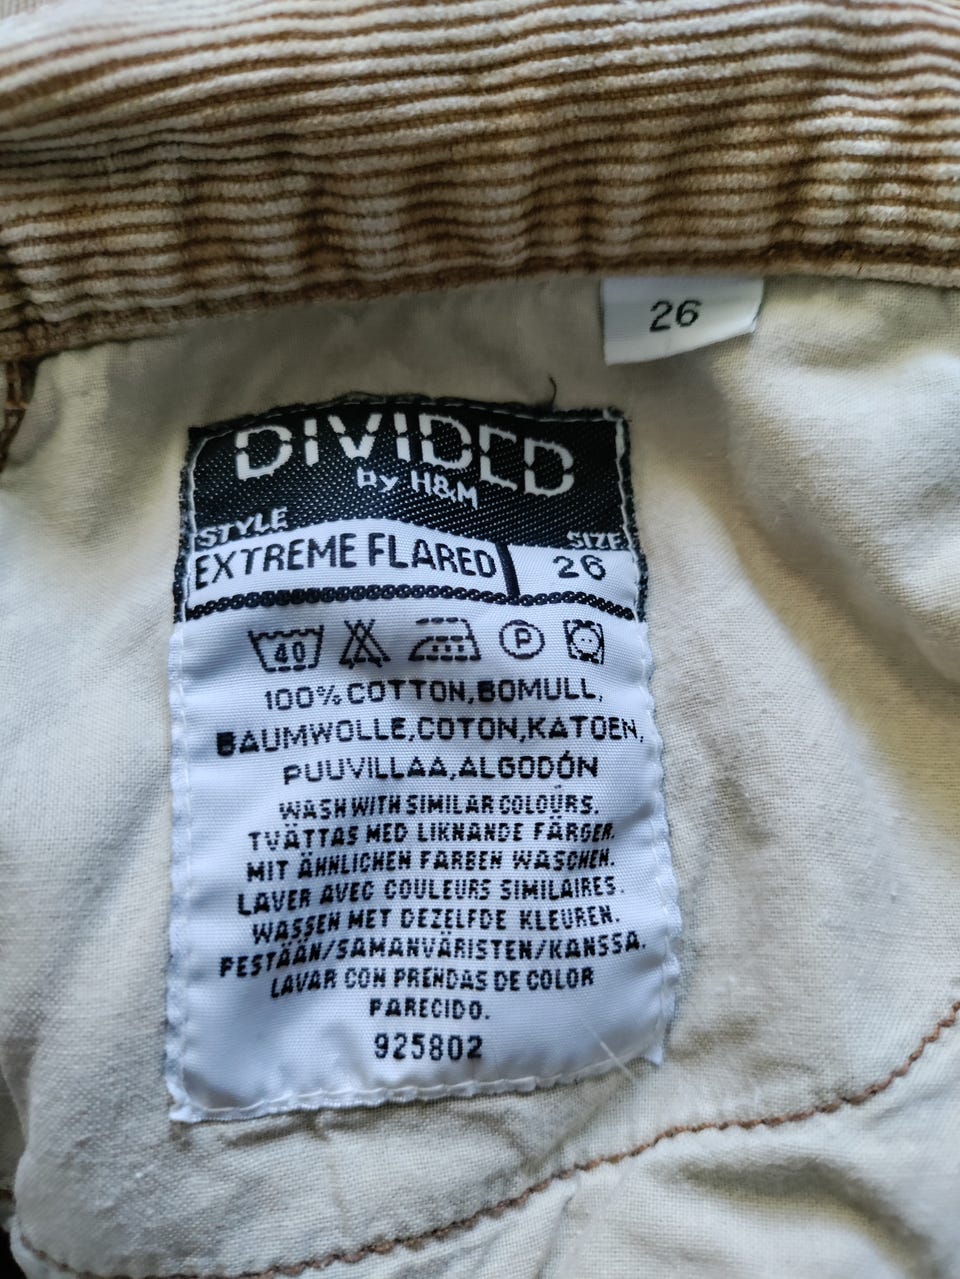 26
DIVIDED
by H&M
STYLE SIZE
EXTREME FLARED 26
40 P
100% COTTON, BOMULL,
BAUMWOLLE, COTON, KATOEN,
PUUVILLAA, ALGODÓN
WASH WITH SIMILAR COLOURS.
TVÄTTAS MED LIKNANDE FÄRGER.
MIT ÄHNLICHEN FARBEN WASCHEN.
LAVER AVEC COULEURS SIMILAIRES.
WASSEN MET DEZELFDE KLEUREN.
PESTÄÄN/SAMANVÄRISTEN/KANSSA.
LAVAR CON PRENDAS DE COLOR
PARECIDO.
925802